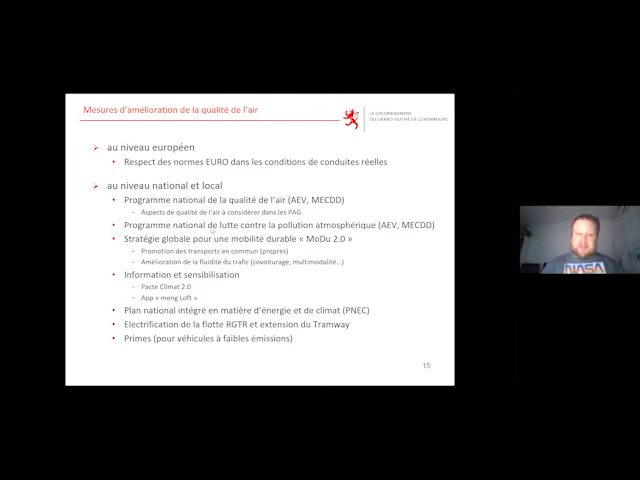 Mesures d'amélioration de la qualité de l'air
LE GOUVERNEMENT
DU GRAND-DUCHÉ DE LUXEMBOURG
au niveau européen
Respect des normes EURO dans les conditions de conduites réelles
au niveau national et local
Programme national de la qualité de l'air (AEV, MECDD)
Aspects de qualité de l'air à considérer dans les PAG
Programme national de lutte contre la pollution atmosphérique (AEV, MECDD)
Stratégie globale pour une mobilité durable « MoDu 2.0 »
Promotion des transports en commun (propres)
Amélioration de la fluidité du trafic (covoiturage, multimodalité...)
Information et sensibilisation
Pacte Climat 2.0
App « meng Loft »
Plan national intégré en matière d'énergie et de climat (PNEC)
Electrification de la flotte RGTR et extension du Tramway
Primes (pour véhicules à faibles émissions)
15
NASA